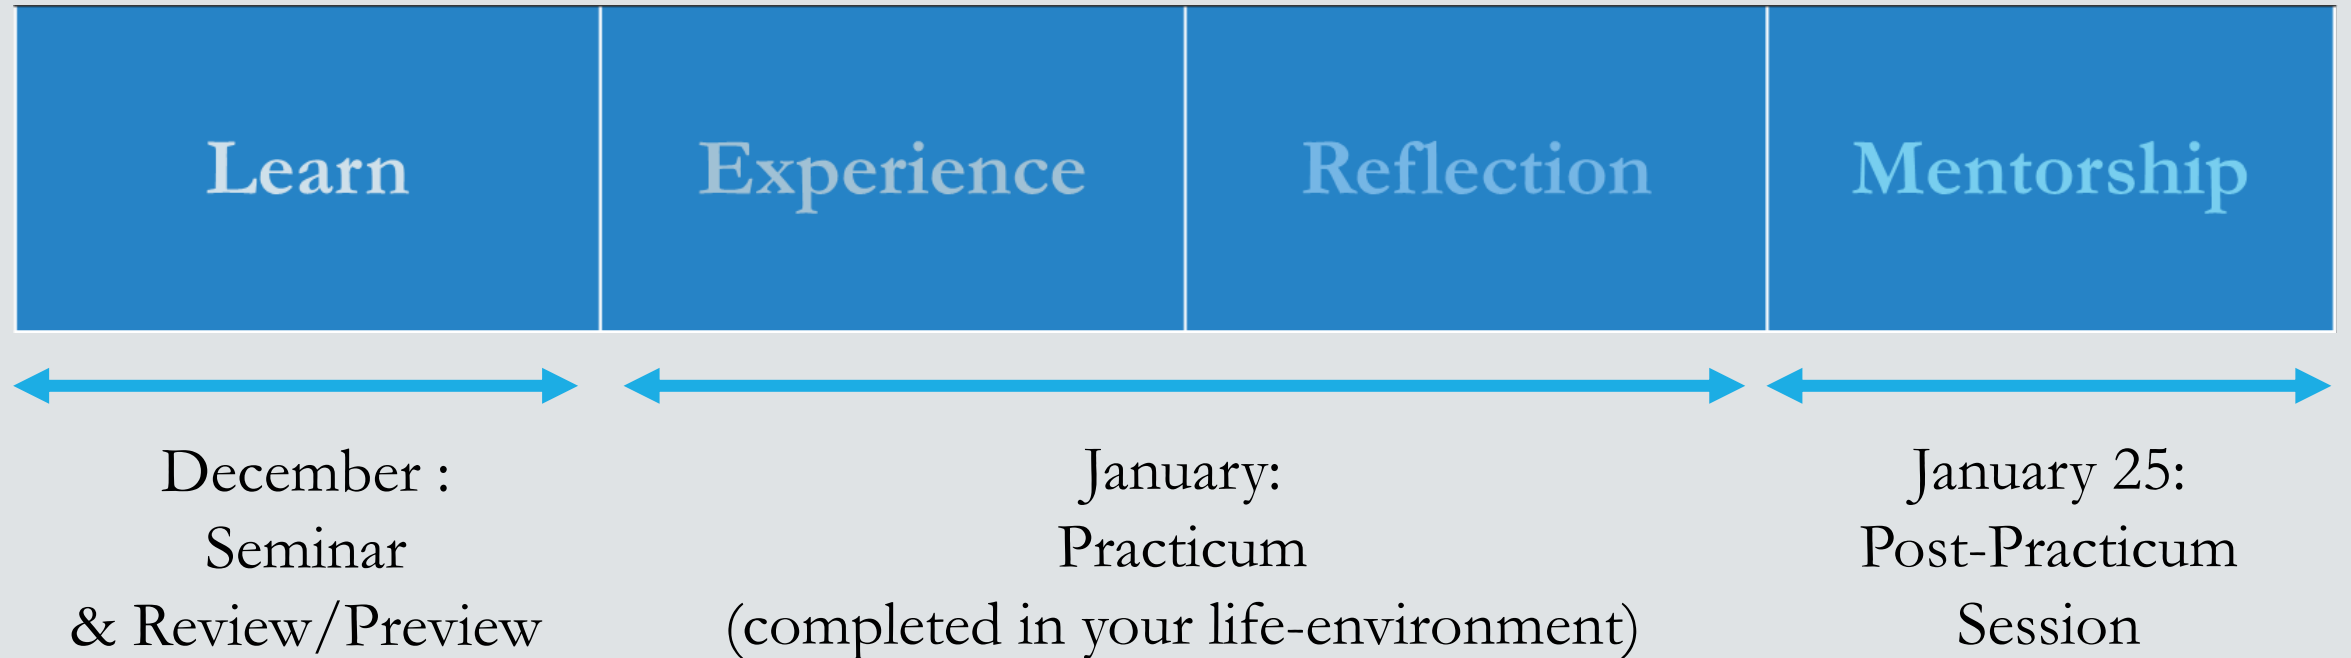 Learn
Experience
Reflection
Mentorship
December :
Seminar
& Review/Preview
January:
Practicum
(completed in your life-environment)
January 25:
Post-Practicum
Session